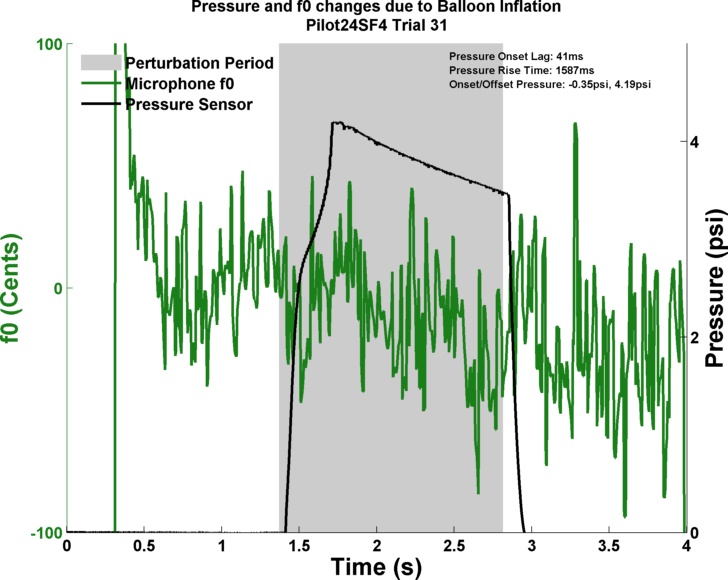 Pressure and f0 changes due to Balloon Inflation
Pilot24SF4 Trial 31
Perturbation Period
Microphone f0
Pressure Sensor
Pressure Onset Lag: 41ms
Pressure Rise Time: 1587ms
Onset/Offset Pressure: -0.35psi, 4.19psi
100
0
-100
f0 (Cents)
4
2
0
Pressure (psi)
0
0.5
1
1.5
2
2.5
3
3.5
4
Time (s)